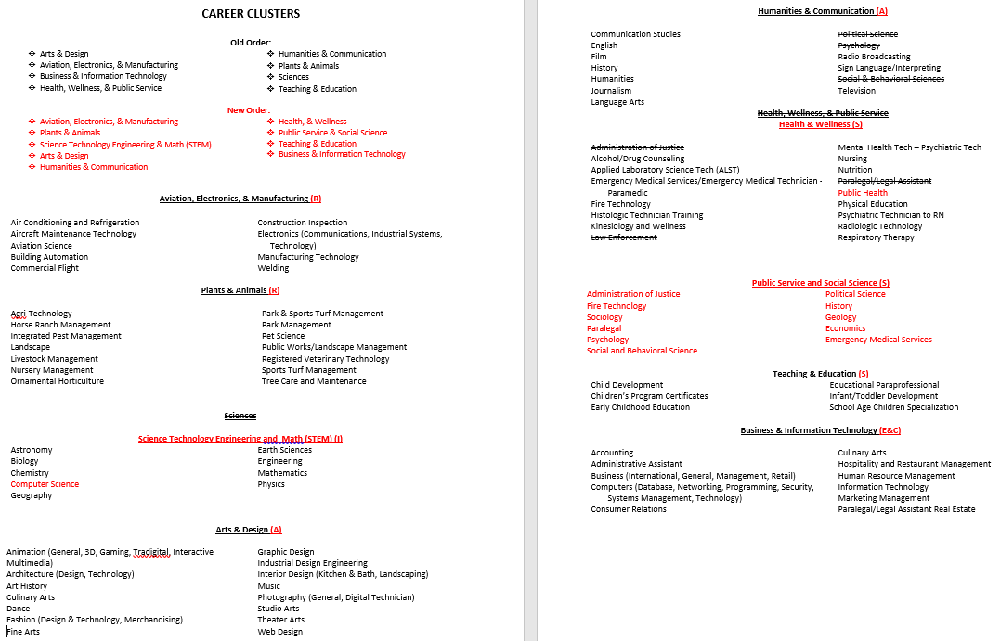 CAREER CLUSTERS
Old Order:
❖ Arts & Design
❖ Aviation, Electronics, & Manufacturing
❖ Business & Information Technology
❖ Health, Wellness, & Public Service
❖ Humanities & Communication
❖ Plants & Animals
❖ Sciences
❖ Teaching & Education
New Order:
❖ Aviation, Electronics, & Manufacturing
❖ Plants & Animals
❖ Science Technology Engineering & Math (STEM)
❖ Arts & Design
❖ Humanities & Communication
❖ Health, & Wellness
❖ Public Service & Social Science
❖ Teaching & Education
❖ Business & Information Technology
Aviation, Electronics, & Manufacturing (R)
Air Conditioning and Refrigeration
Aircraft Maintenance Technology
Aviation Science
Building Automation
Commercial Flight
Construction Inspection
Electronics (Communications, Industrial Systems,
Technology)
Manufacturing Technology
Welding
Plants & Animals (R)
Agri-Technology
Horse Ranch Management
Integrated Pest Management
Landscape
Livestock Management
Nursery Management
Ornamental Horticulture
Park & Sports Turf Management
Park Management
Pet Science
Public Works/Landscape Management
Registered Veterinary Technology
Sports Turf Management
Tree Care and Maintenance
Sciences
Science Technology Engineering and  Math (STEM) (I)
Astronomy
Biology
Chemistry
Computer Science
Geography
Earth Sciences
Engineering
Mathematics
Physics
Arts & Design (A)
Animation (General, 3D, Gaming, Tradigital, Interactive
Multimedia)
Architecture (Design, Technology)
Art History
Culinary Arts
Dance
Fashion (Design & Technology, Merchandising)
Fine Arts
Graphic Design
Industrial Design Engineering
Interior Design (Kitchen & Bath, Landscaping)
Music
Photography (General, Digital Technician)
Studio Arts
Theater Arts
Web Design
Humanities & Communication (A)
Communication Studies
English
Film
History
Humanities
Journalism
Language Arts
Political Science
Psychology
Radio Broadcasting
Sign Language/Interpreting
Social & Behavioral Sciences
Television
Health, Wellness, & Public Service
Health & Wellness (S)
Administration of Justice
Alcohol/Drug Counseling
Applied Laboratory Science Tech (ALST)
Emergency Medical Services/Emergency Medical Technician -
Paramedic
Fire Technology
Histologic Technician Training
Kinesiology and Wellness
Law Enforcement
Mental Health Tech – Psychiatric Tech
Nursing
Nutrition
Paralegal/Legal Assistant
Public Health
Physical Education
Psychiatric Technician to RN
Radiologic Technology
Respiratory Therapy
Public Service and Social Science (S)
Administration of Justice
Fire Technology
Sociology
Paralegal
Psychology
Social and Behavioral Science
Political Science
History
Geology
Economics
Emergency Medical Services
Teaching & Education (S)
Child Development
Children's Program Certificates
Early Childhood Education
Educational Paraprofessional
Infant/Toddler Development
School Age Children Specialization
Business & Information Technology (E&C)
Accounting
Administrative Assistant
Business (International, General, Management, Retail)
Computers (Database, Networking, Programming, Security,
Systems Management, Technology)
Consumer Relations
Culinary Arts
Hospitality and Restaurant Management
Human Resource Management
Information Technology
Marketing Management
Paralegal/Legal Assistant Real Estate